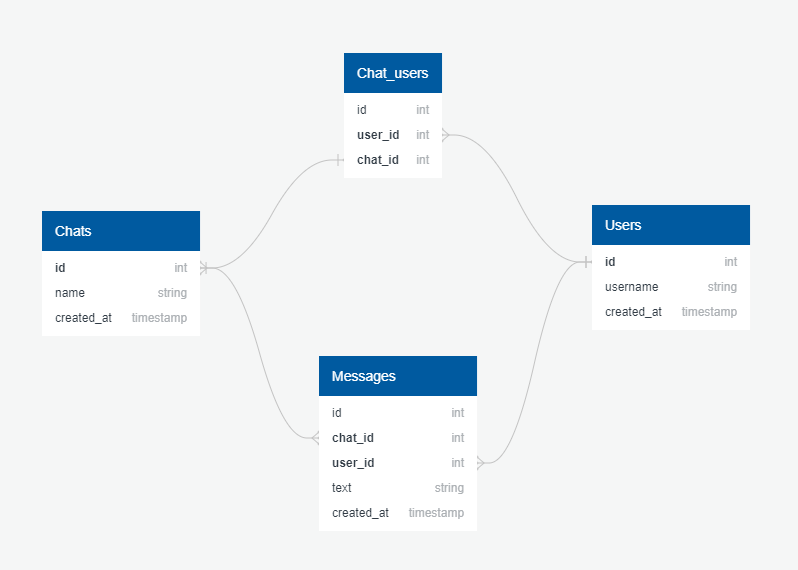 Chat_users
id int
user_id int
chat_id int
Chats
id int
name string
created_at timestamp
Users
id int
username string
created_at timestamp
Messages
id int
chat_id int
user_id int
text string
created_at timestamp